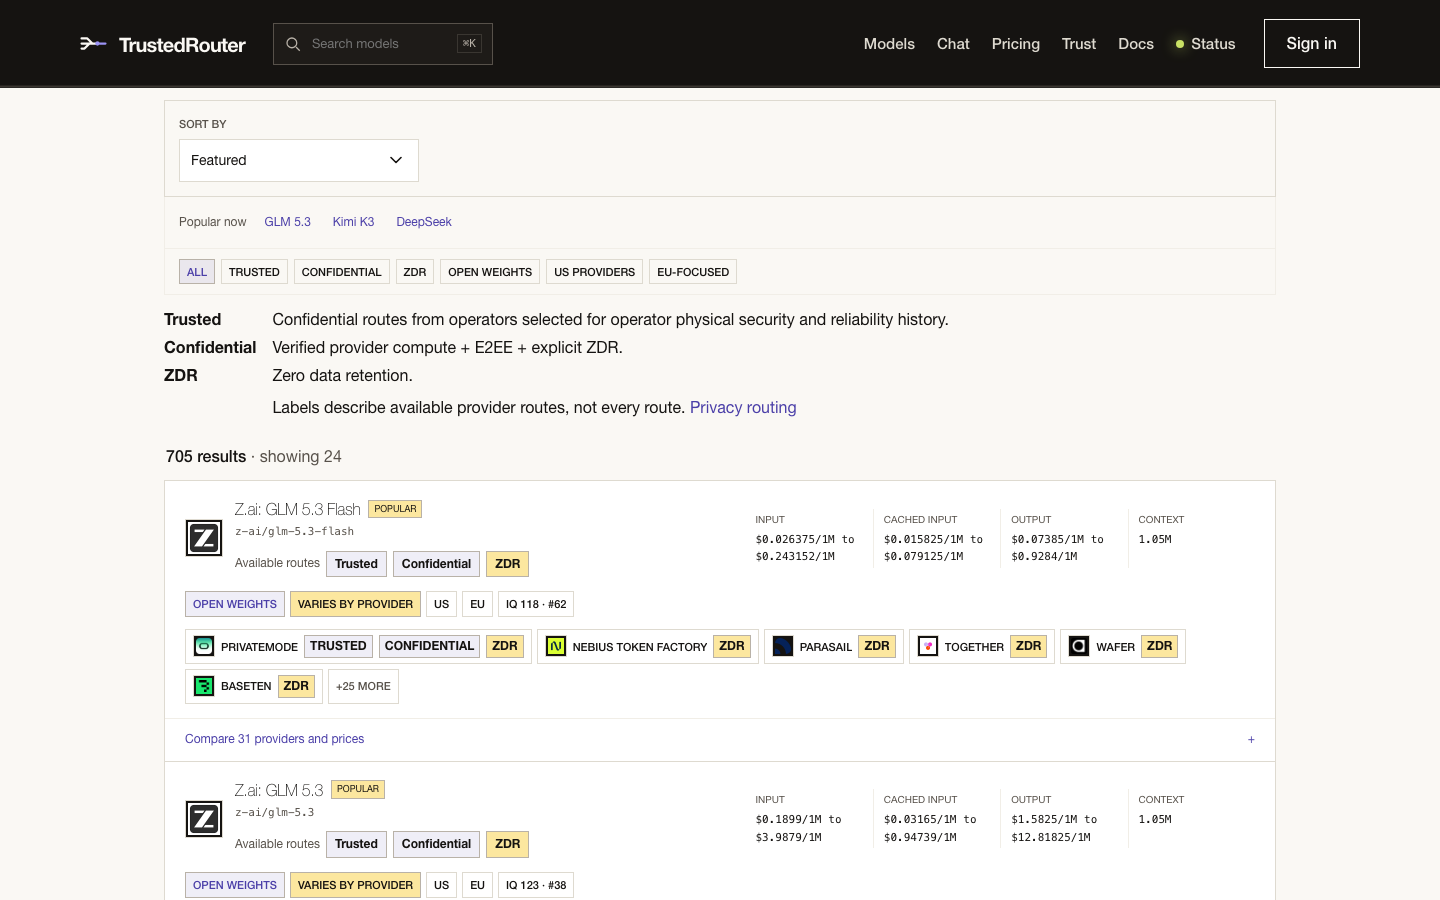 TrustedRouter
Search models
⌘K
Models
Chat
Pricing
Trust
Docs
Status
Sign in
SORT BY
Featured
Popular now GLM 5.3 Kimi K3 DeepSeek
ALL TRUSTED CONFIDENTIAL ZDR OPEN WEIGHTS US PROVIDERS EU-FOCUSED
Trusted Confidential routes from operators selected for operator physical security and reliability history.
Confidential Verified provider compute + E2EE + explicit ZDR.
ZDR Zero data retention.
Labels describe available provider routes, not every route. Privacy routing
705 results · showing 24
Z.ai: GLM 5.3 Flash POPULAR
z-ai/glm-5.3-flash
Available routes Trusted Confidential ZDR
INPUT
$0.026375/1M to
$0.243152/1M
CACHED INPUT
$0.015825/1M to
$0.079125/1M
OUTPUT
$0.07385/1M to
$0.9284/1M
CONTEXT
1.05M
OPEN WEIGHTS VARIES BY PROVIDER US EU IQ 118 · #62
PRIVATEMODE TRUSTED CONFIDENTIAL ZDR NEBIUS TOKEN FACTORY ZDR PARASAIL ZDR TOGETHER ZDR WAFER ZDR
BASETEN ZDR +25 MORE
Compare 31 providers and prices +
Z.ai: GLM 5.3 POPULAR
z-ai/glm-5.3
Available routes Trusted Confidential ZDR
INPUT
$0.1899/1M to
$3.9879/1M
CACHED INPUT
$0.03165/1M to
$0.94739/1M
OUTPUT
$1.5825/1M to
$12.81825/1M
CONTEXT
1.05M
OPEN WEIGHTS VARIES BY PROVIDER US EU IQ 123 · #38